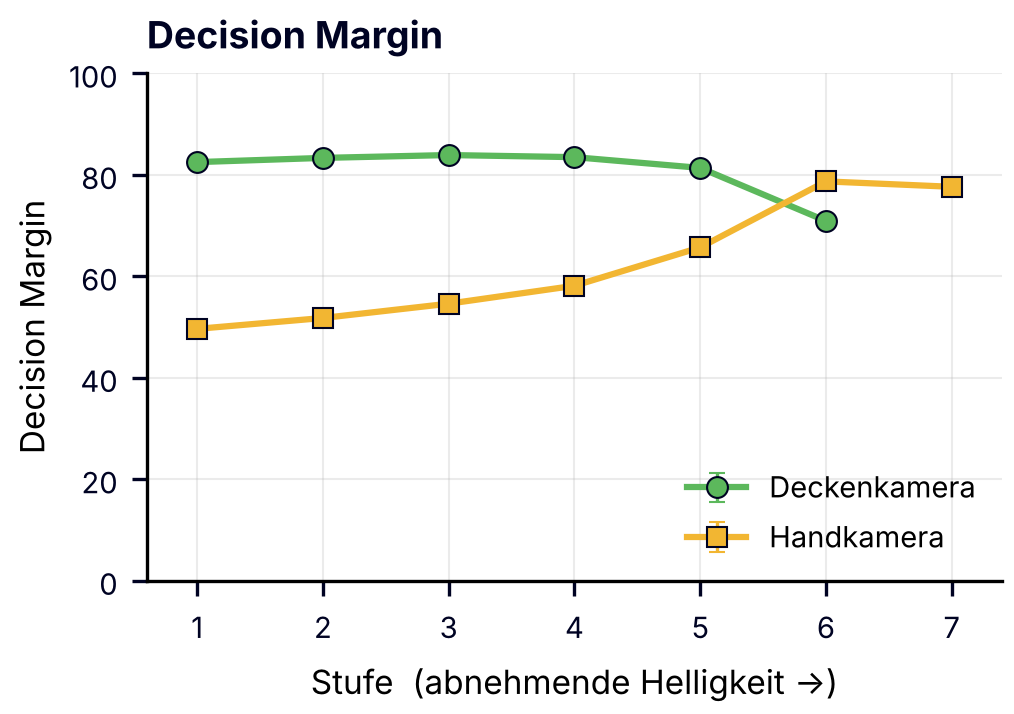 Decision Margin
100
80
60
40
20
0
Decision Margin
Deckenkamera
Handkamera
1 2 3 4 5 6 7
Stufe (abnehmende Helligkeit →)